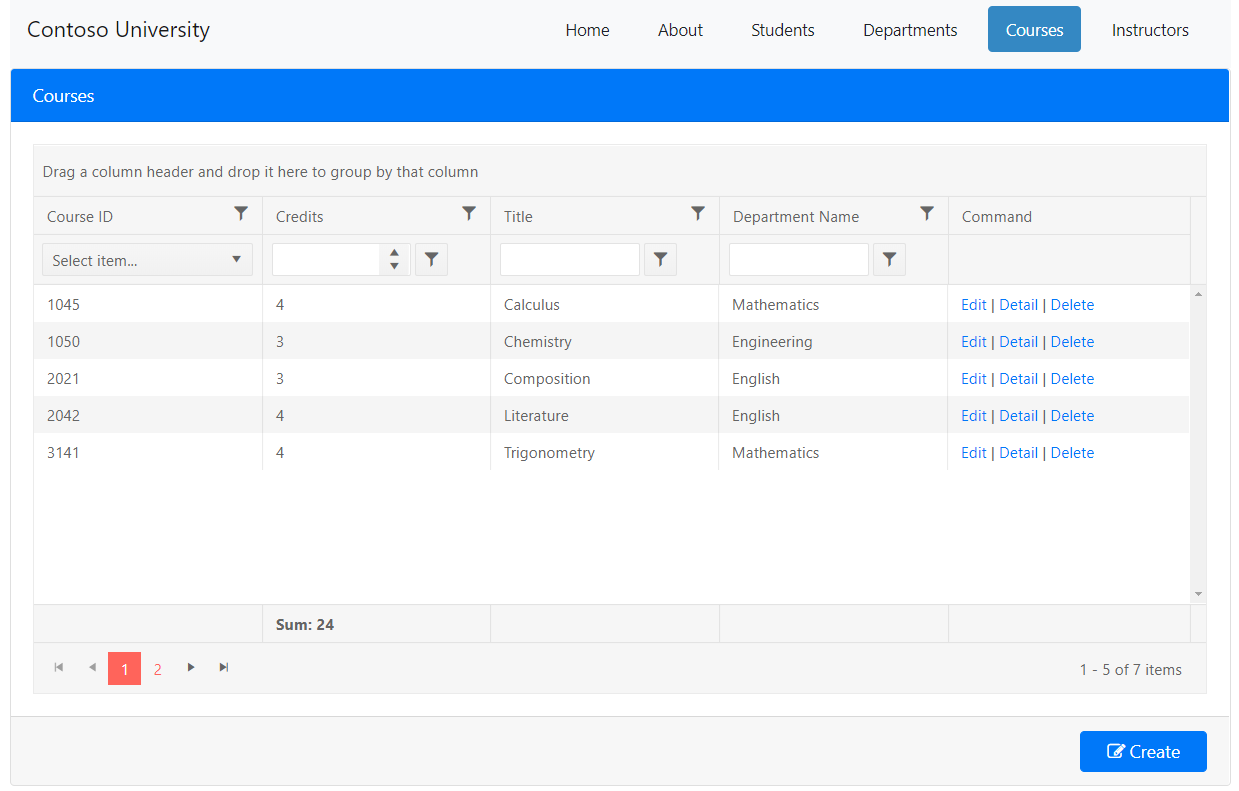 Contoso University Home About Students Departments Courses Instructors
Courses
Drag a column header and drop it here to group by that column
Course ID Credits Title Department Name Command
Select item...
1045 4 Calculus Mathematics Edit | Detail | Delete
1050 3 Chemistry Engineering Edit | Detail | Delete
2021 3 Composition English Edit | Detail | Delete
2042 4 Literature English Edit | Detail | Delete
3141 4 Trigonometry Mathematics Edit | Detail | Delete
Sum: 24
1 2 1 - 5 of 7 items
Create